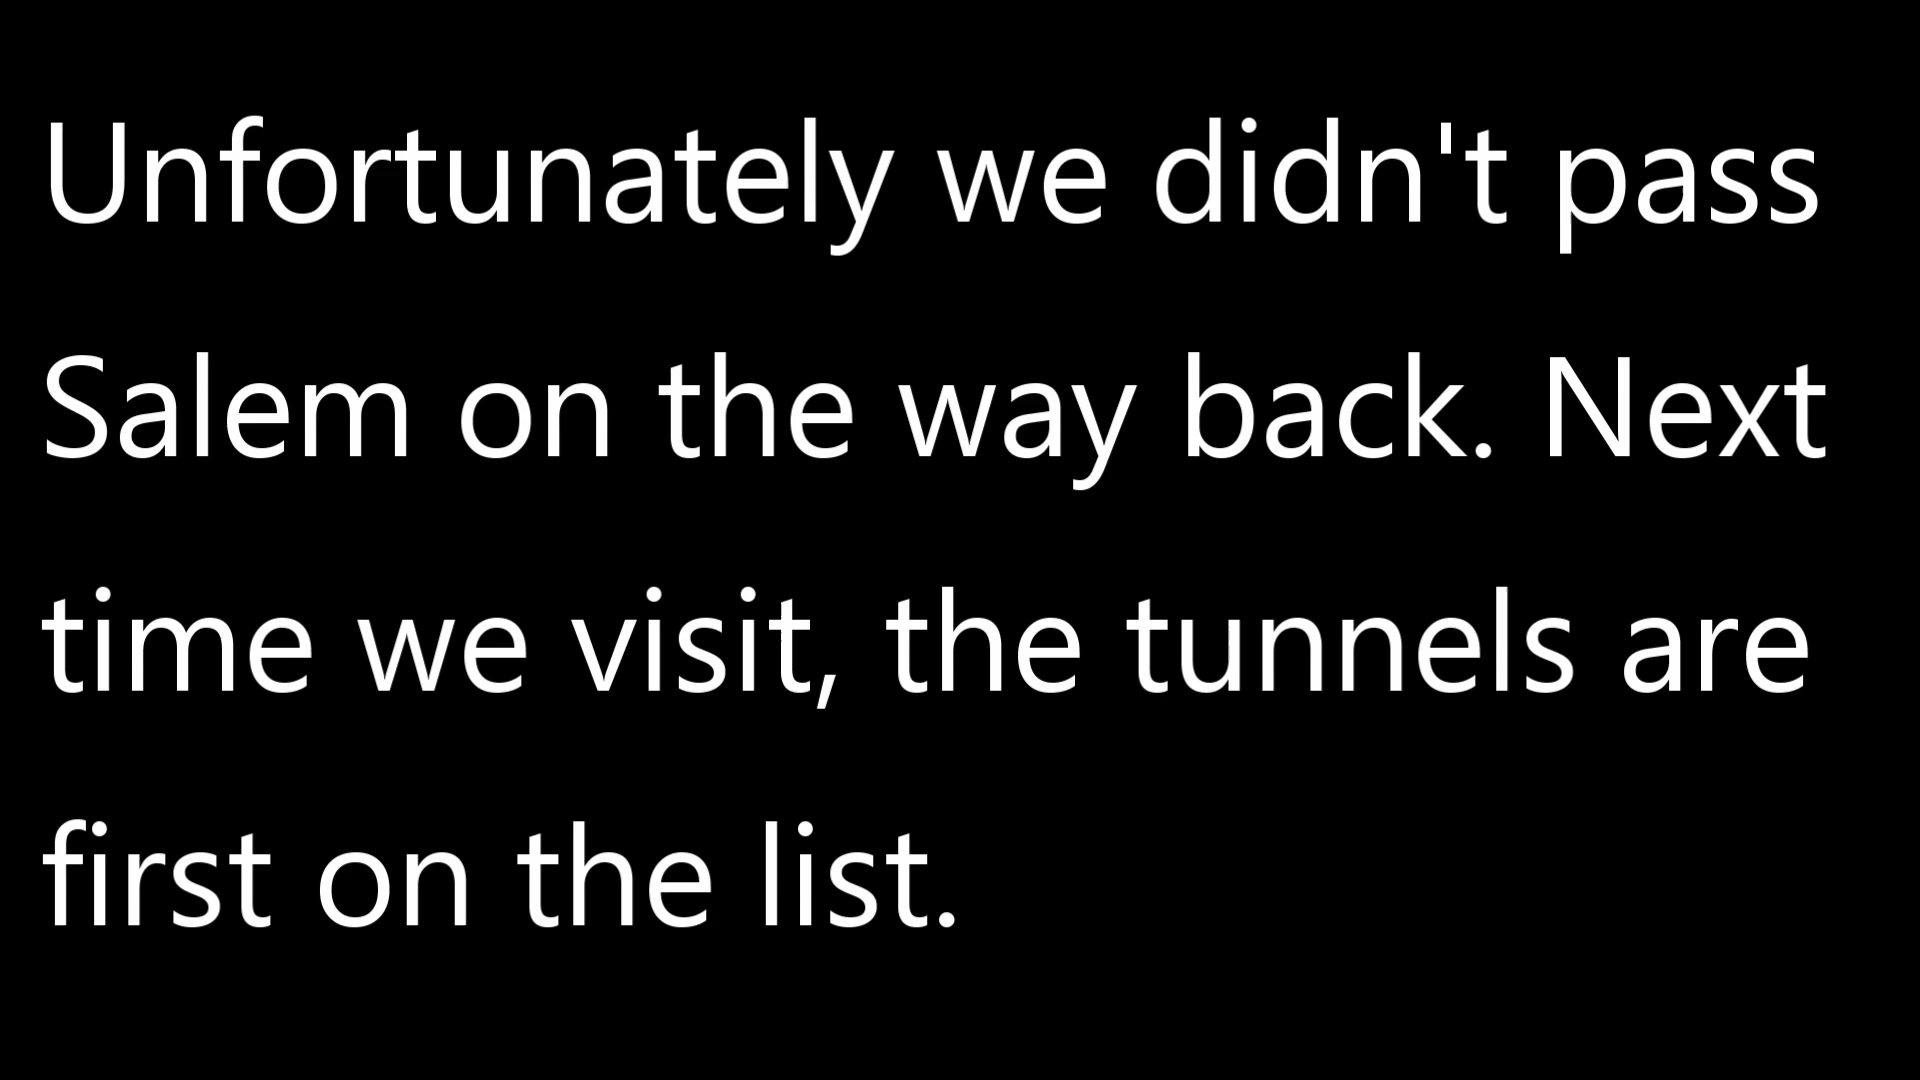 Unfortunately we didn't pass
Salem on the way back. Next
time we visit, the tunnels are
first on the list.